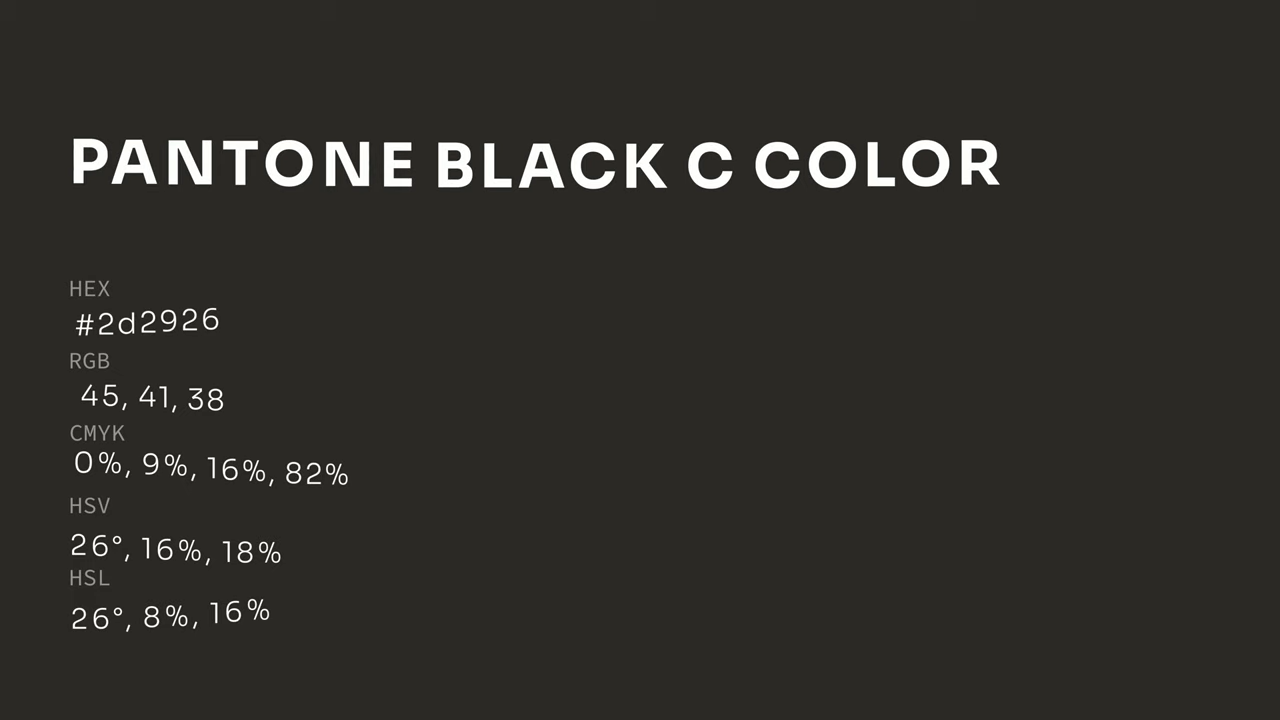 PANTONE BLACK C COLOR
HEX
#2d2926
RGB
45, 41, 38
CMYK
0%, 9%, 16%, 82%
HSV
26°, 16%, 18%
HSL
26°, 8%, 16%